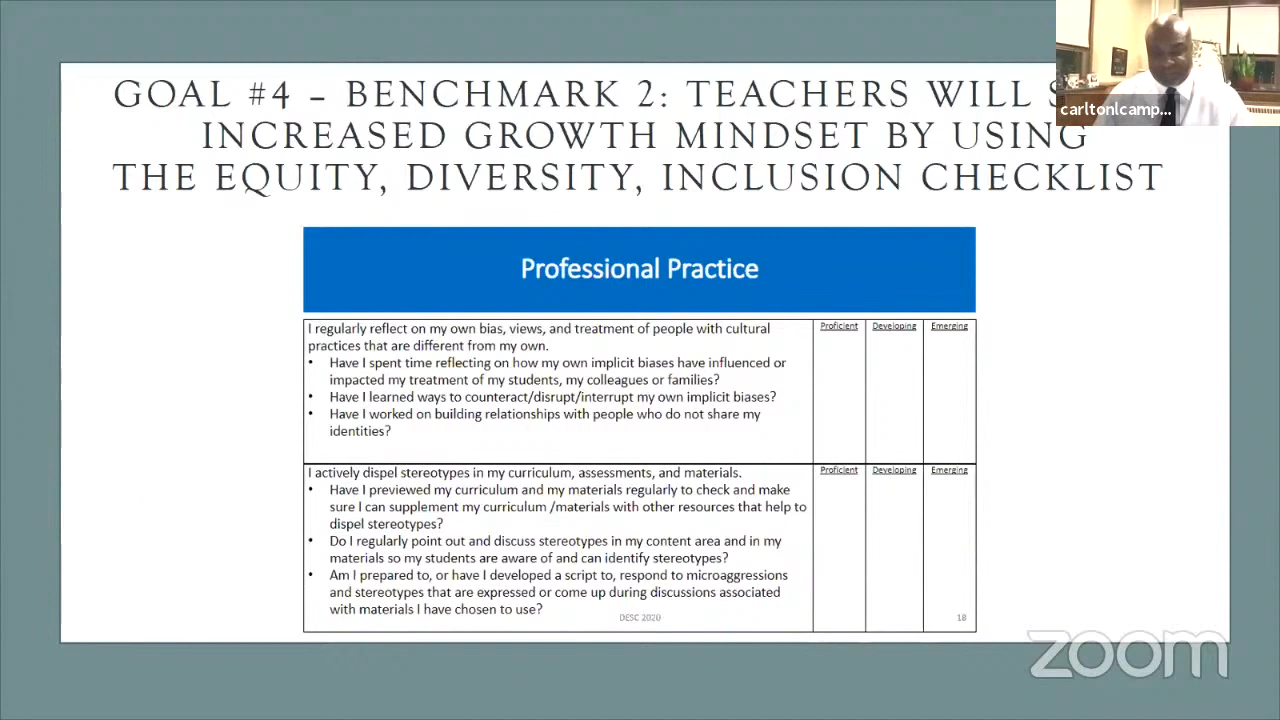 GOAL #4 – BENCHMARK 2: TEACHERS WILL
INCREASED GROWTH MINDSET BY USING
THE EQUITY, DIVERSITY, INCLUSION CHECKLIST
carltonlcamp...
Professional Practice
I regularly reflect on my own bias, views, and treatment of people with cultural
practices that are different from my own.
• Have I spent time reflecting on how my own implicit biases have influenced or
impacted my treatment of my students, my colleagues or families?
• Have I learned ways to counteract/disrupt/interrupt my own implicit biases?
• Have I worked on building relationships with people who do not share my
identities?
Proficient Developing Emerging
I actively dispel stereotypes in my curriculum, assessments, and materials.
• Have I previewed my curriculum and my materials regularly to check and make
sure I can supplement my curriculum /materials with other resources that help to
dispel stereotypes?
• Do I regularly point out and discuss stereotypes in my content area and in my
materials so my students are aware of and can identify stereotypes?
• Am I prepared to, or have I developed a script to, respond to microaggressions
and stereotypes that are expressed or come up during discussions associated
with materials I have chosen to use?
Proficient Developing Emerging
DESC 2020
18
zoom